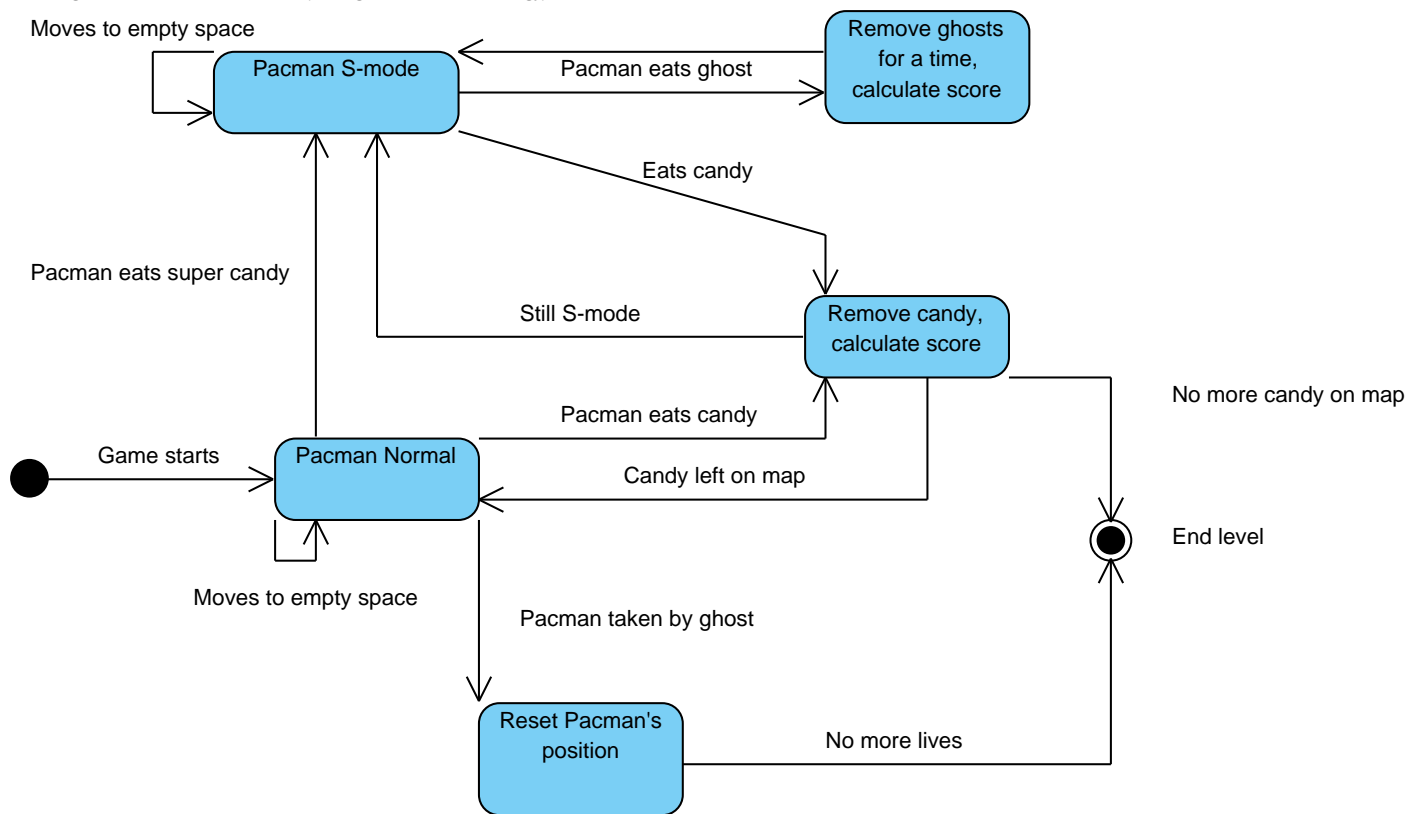 Moves to empty space
Pacman S-mode
Pacman eats ghost
Remove ghosts
for a time,
calculate score
Eats candy
Pacman eats super candy
Still S-mode
Remove candy,
calculate score
No more candy on map
Pacman eats candy
Game starts
Pacman Normal
Candy left on map
End level
Moves to empty space
Pacman taken by ghost
Reset Pacman's
position
No more lives